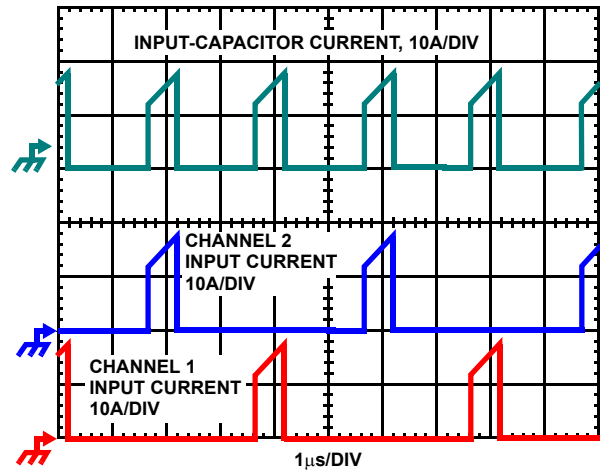 INPUT-CAPACITOR CURRENT, 10A/DIV
CHANNEL 2
INPUT CURRENT
10A/DIV
CHANNEL 1
INPUT CURRENT
10A/DIV
1μs/DIV